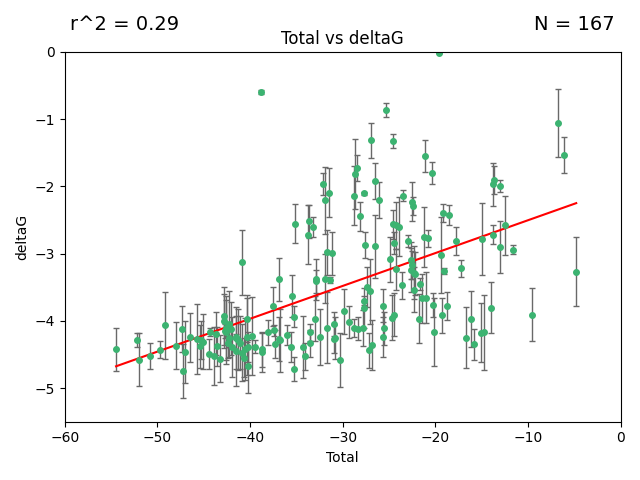 r^2 = 0.29
N = 167
Total vs deltaG
0
−1
−2
−3
−4
−5
deltaG
−60
−50
−40
−30
−20
−10
0
Total